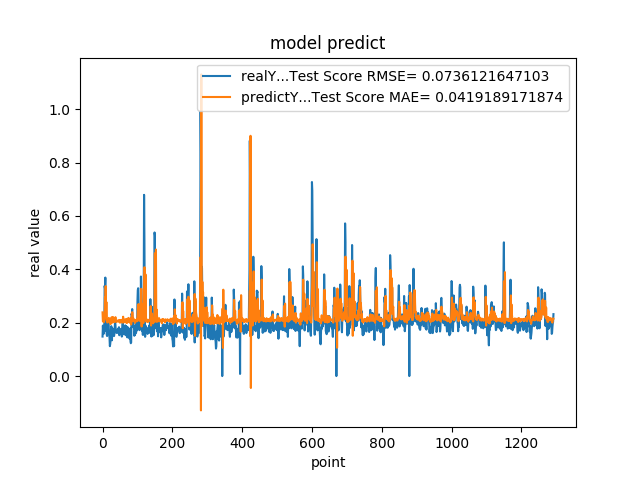 model predict
realY...Test Score RMSE= 0.0736121647103
predictY...Test Score MAE= 0.0419189171874
1.0
0.8
0.6
0.4
0.2
0.0
real value
0 200 400 600 800 1000 1200
point